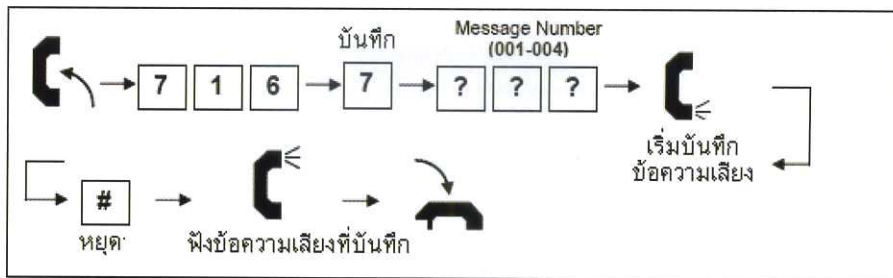 Message Number
บันทึก (001-004)
7 1 6 7 ? ? ?
เริ่มบันทึก
ข้อความเสียง
#
หยุด ฟังข้อความเสียงที่บันทึก